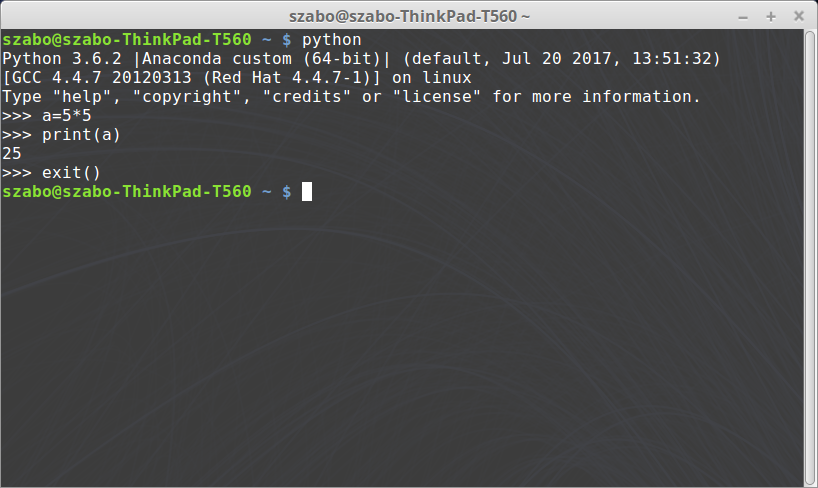 szabo@szabo-ThinkPad-T560 ~
szabo@szabo-ThinkPad-T560 ~ $ python
Python 3.6.2 |Anaconda custom (64-bit)| (default, Jul 20 2017, 13:51:32)
[GCC 4.4.7 20120313 (Red Hat 4.4.7-1)] on linux
Type "help", "copyright", "credits" or "license" for more information.
>>> a=5*5
>>> print(a)
25
>>> exit()
szabo@szabo-ThinkPad-T560 ~ $